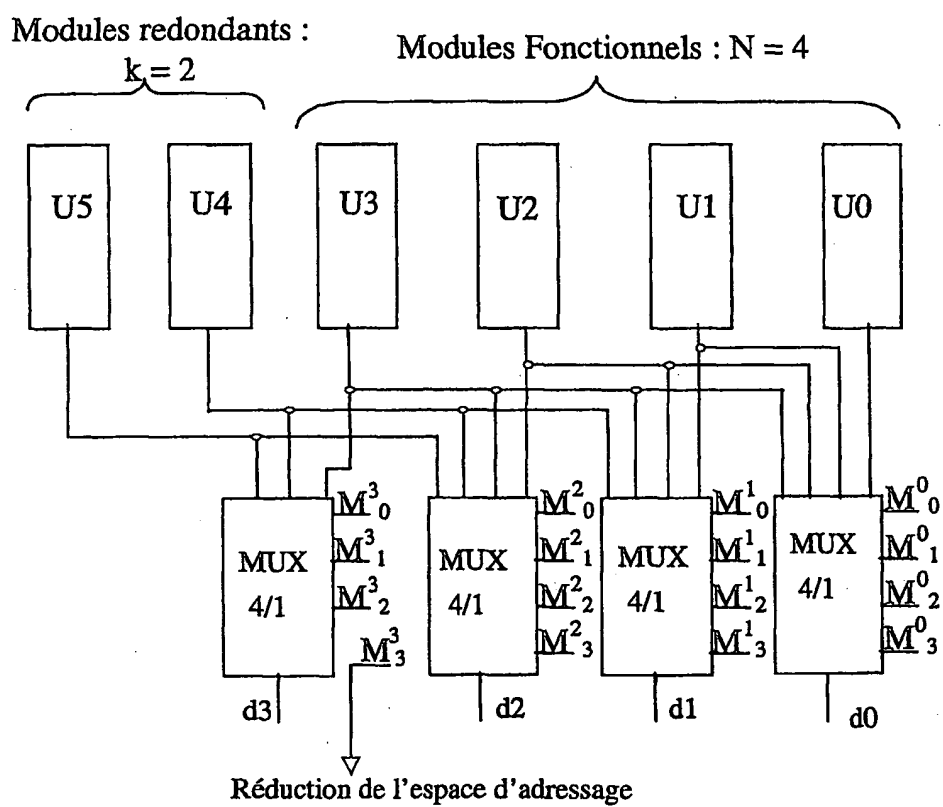 Modules redondants :
k = 2
Modules Fonctionnels : N = 4
U5 U4 U3 U2 U1 U0
M³₀ M²₀ M¹₀ M⁰₀
MUX 4/1 M³₁ MUX 4/1 M²₁ MUX 4/1 M¹₁ MUX 4/1 M⁰₁
M³₂ M²₂ M¹₂ M⁰₂
M³₃ M²₃ M¹₃ M⁰₃
d3 d2 d1 d0
Réduction de l'espace d'adressage